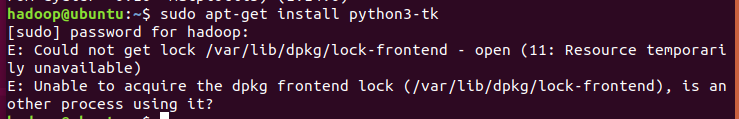 hadoop@ubuntu:~$ sudo apt-get install python3-tk
[sudo] password for hadoop:
E: Could not get lock /var/lib/dpkg/lock-frontend - open (11: Resource temporari
ly unavailable)
E: Unable to acquire the dpkg frontend lock (/var/lib/dpkg/lock-frontend), is an
other process using it?